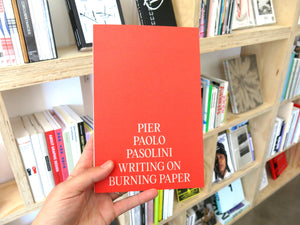 PIER
PAOLO
PASOLINI
WRITING ON
BURNING PAPER